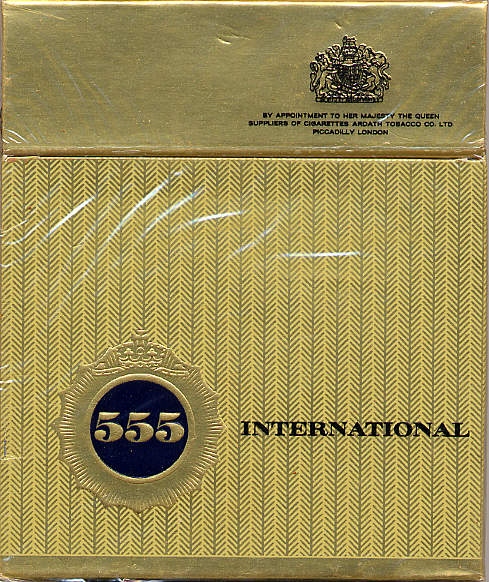 BY APPOINTMENT TO HER MAJESTY THE QUEEN
SUPPLIERS OF CIGARETTES ARDATH TOBACCO CO. LTD
PICCADILLY LONDON
555
INTERNATIONAL